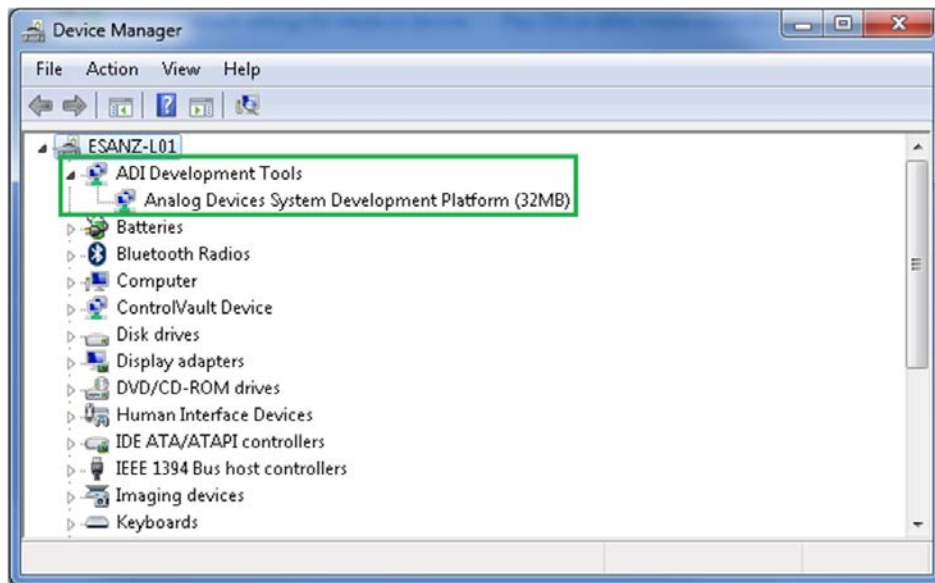 Device Manager
File Action View Help
ESANZ-L01
ADI Development Tools
Analog Devices System Development Platform (32MB)
Batteries
Bluetooth Radios
Computer
ControlVault Device
Disk drives
Display adapters
DVD/CD-ROM drives
Human Interface Devices
IDE ATA/ATAPI controllers
IEEE 1394 Bus host controllers
Imaging devices
Keyboards